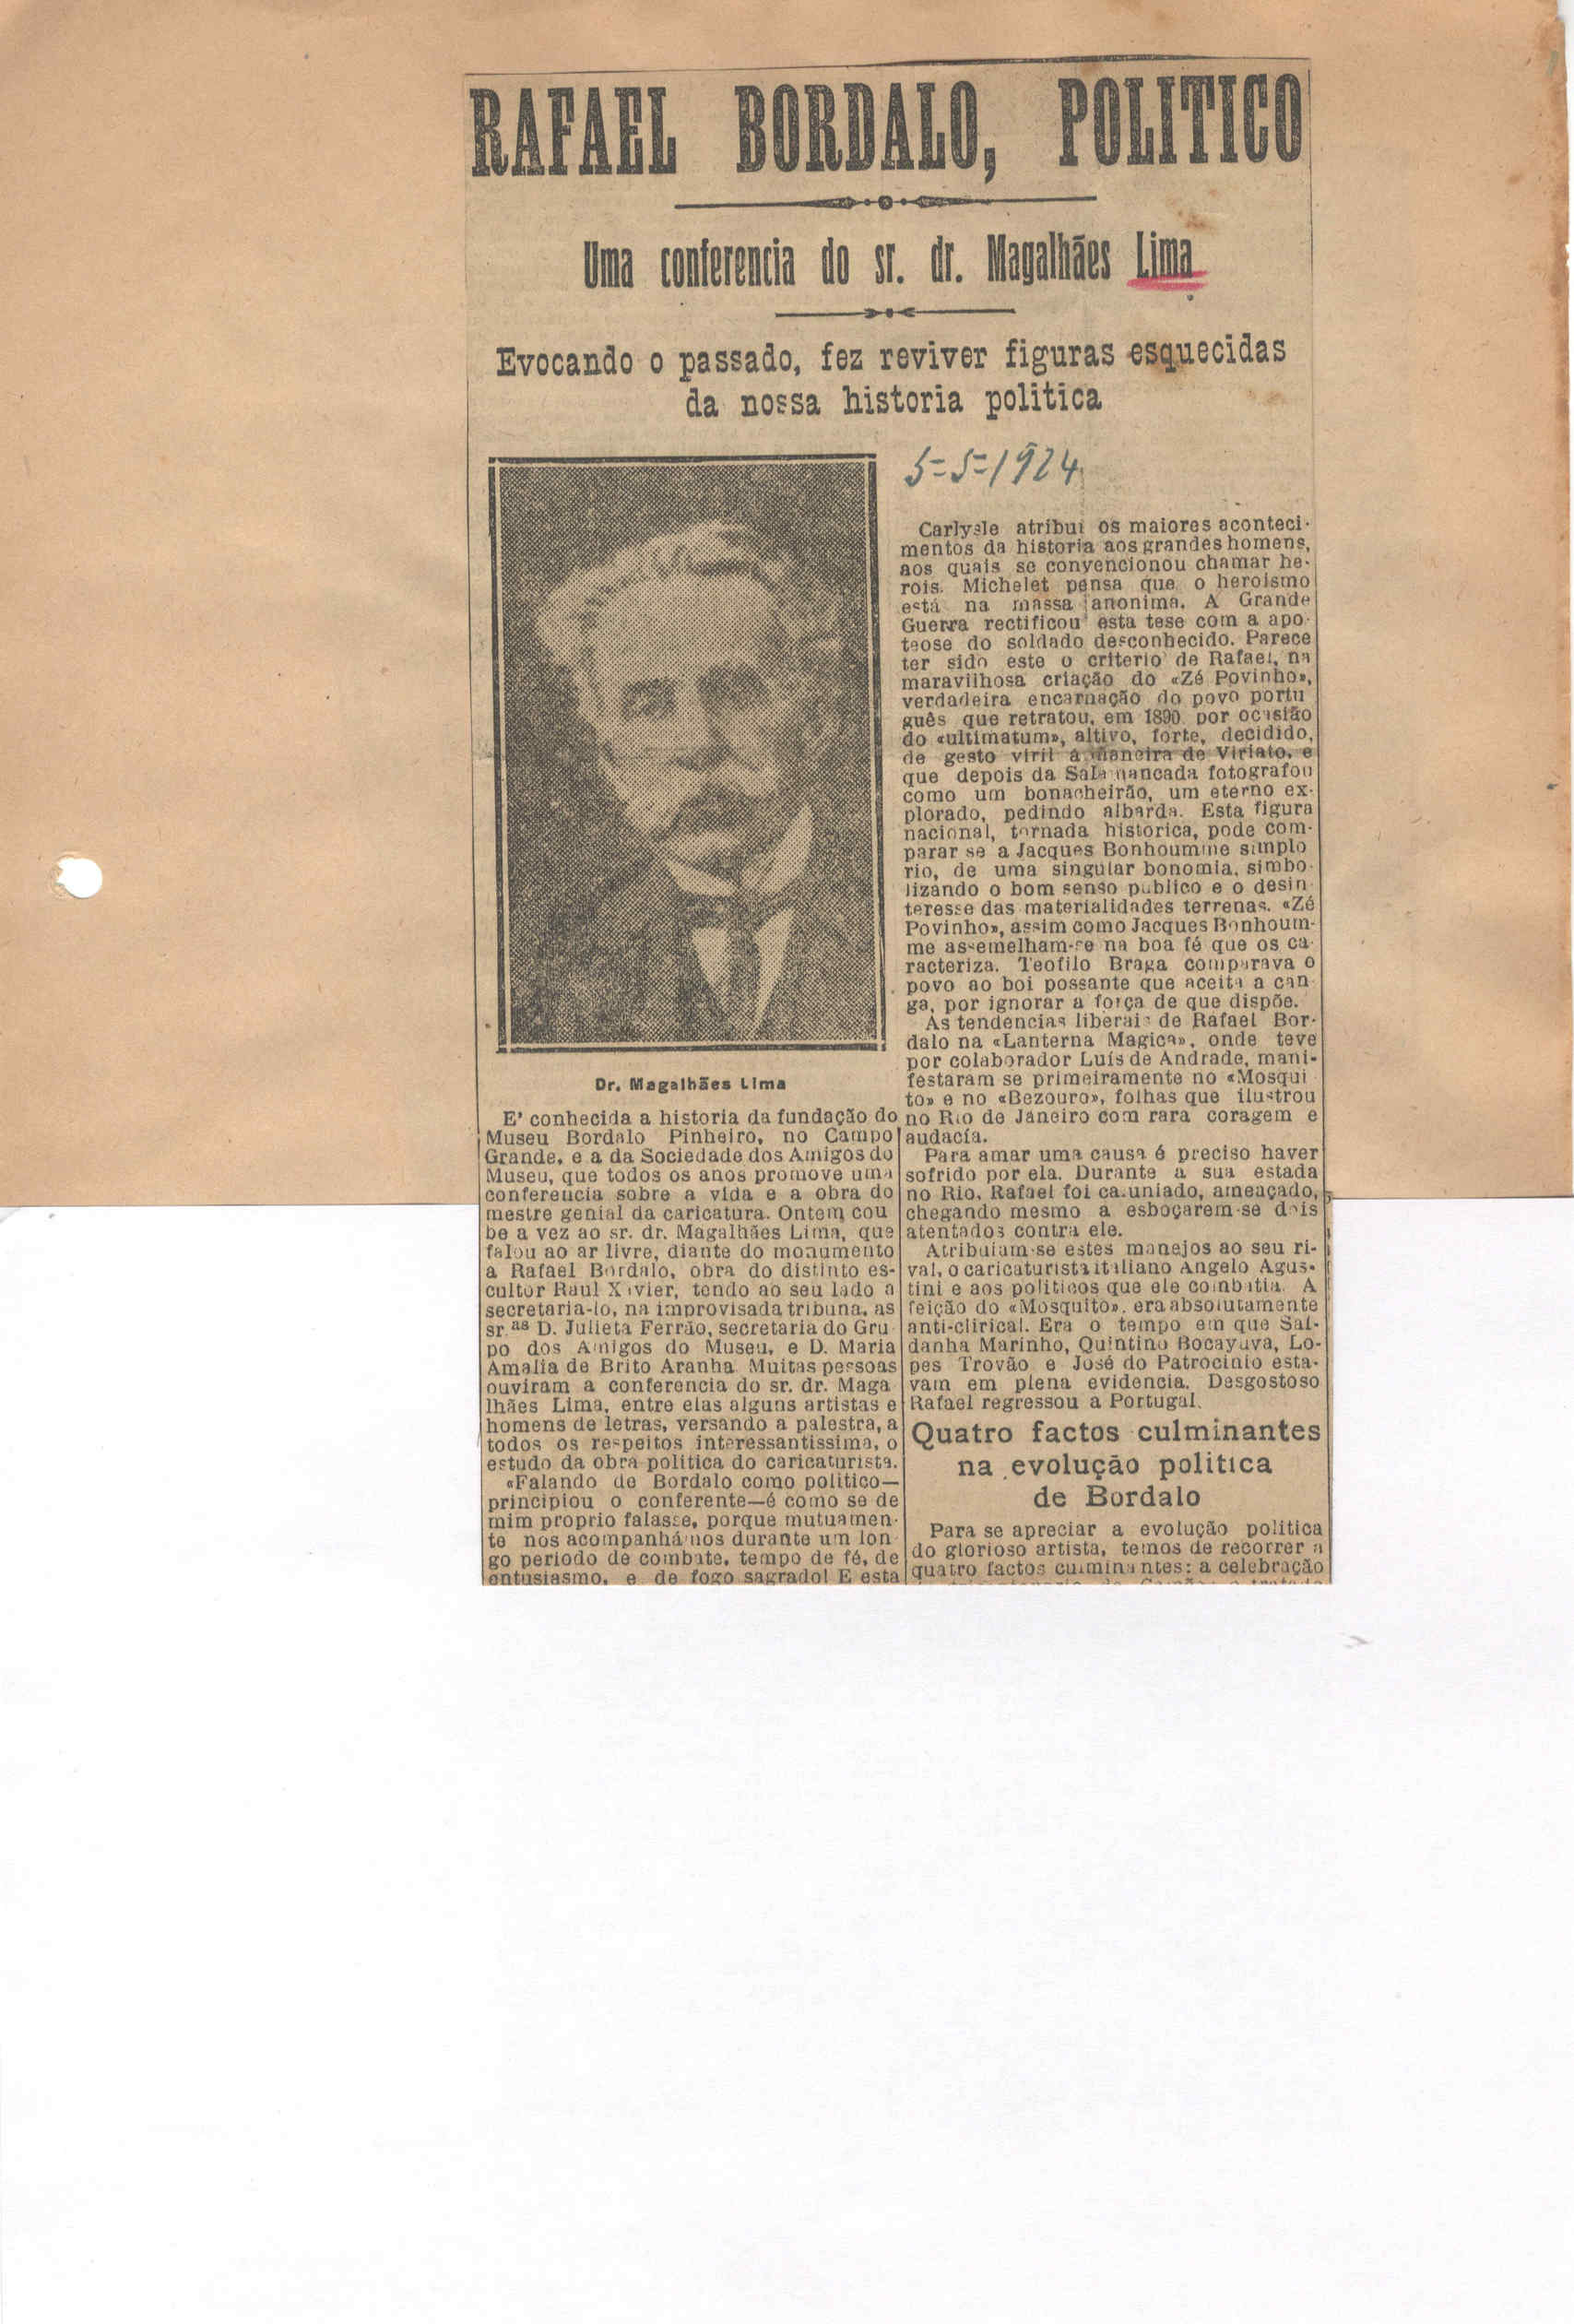 RAFAEL BORDALO, POLITICO
Uma conferencia do sr. dr. Magalhães Lima
Evocando o passado, fez reviver figuras esquecidas
da nossa historia politica
5=5=1924
Dr. Magalhães Lima
E' conhecida a historia da fundação do
Museu Bordalo Pinheiro, no Campo
Grande, e a da Sociedade dos Amigos do
Museu, que todos os anos promove uma
conferencia sobre a vida e a obra do
mestre genial da caricatura. Ontem cou
be a vez ao sr. dr. Magalhães Lima, que
falou ao ar livre, diante do monumento
a Rafael Bordalo, obra do distinto es-
cultor Raul Xavier, tendo ao seu lado a
secretaria-lo, na improvisada tribuna, as
sr.as D. Julieta Ferrão, secretaria do Gru
po dos Amigos do Museu, e D. Maria
Amalia de Brito Aranha. Muitas pessoas
ouviram a conferencia do sr. dr. Maga
lhães Lima, entre elas alguns artistas e
homens de letras, versando a palestra, a
todos os respeitos interessantissima, o
estudo da obra politica do caricaturista.
«Falando de Bordalo como politico—
principiou o conferente—é como se de
mim proprio falasse, porque mutuamen-
te nos acompanhámos durante um lon-
go periodo de combate, tempo de fé, de
entusiasmo, e de fogo sagrado! E esta
Carlysle atribui os maiores aconteci-
mentos da historia aos grandes homens,
aos quais se convencionou chamar he-
rois. Michelet pensa que o heroismo
está na massa anonima. A Grande
Guerra rectificou esta tese com a apo-
teose do soldado desconhecido. Parece
ter sido este o criterio de Rafael, na
maravilhosa criação do «Zé Povinho»,
verdadeira encarnação do povo portu
guês que retratou, em 1890, por ocasião
do «ultimatum», altivo, forte, decidido,
de gesto viril á maneira de Viriato, e
que depois da Salamancada fotografou
como um bonacheirão, um eterno ex-
plorado, pedindo albarda. Esta figura
nacional, tornada historica, pode com-
parar se a Jacques Bonhoumme simplo
rio, de uma singular bonomia, simbo-
lizando o bom senso publico e o desin-
teresse das materialidades terrenas. «Zé
Povinho», assim como Jacques Bonhoum-
me assemelham-se na boa fé que os ca-
racteriza. Teofilo Braga comparava o
povo ao boi possante que aceita a can-
ga, por ignorar a força de que dispõe.
As tendencias liberais de Rafael Bor-
dalo na «Lanterna Magica», onde teve
por colaborador Luís de Andrade, mani-
festaram se primeiramente no «Mosqui
to» e no «Bezouro», folhas que ilustrou
no Rio de Janeiro com rara coragem e
audacía.
Para amar uma causa é preciso haver
sofrido por ela. Durante a sua estada
no Rio, Rafael foi caluniado, ameaçado,
chegando mesmo a esboçarem-se dois
atentados contra ele.
Atribuiam-se estes manejos ao seu ri-
val, o caricaturista italiano Angelo Agus-
tini e aos politicos que ele combatia. A
feição do «Mosquito», era absolutamente
anti-clirical. Era o tempo em que Sal-
danha Marinho, Quintino Bocayuva, Lo-
pes Trovão e José do Patrocinio esta-
vam em plena evidencia. Desgostoso
Rafael regressou a Portugal.
Quatro factos culminantes
na evolução politica
de Bordalo
Para se apreciar a evolução politica
do glorioso artista, temos de recorrer a
quatro factos culminantes: a celebração